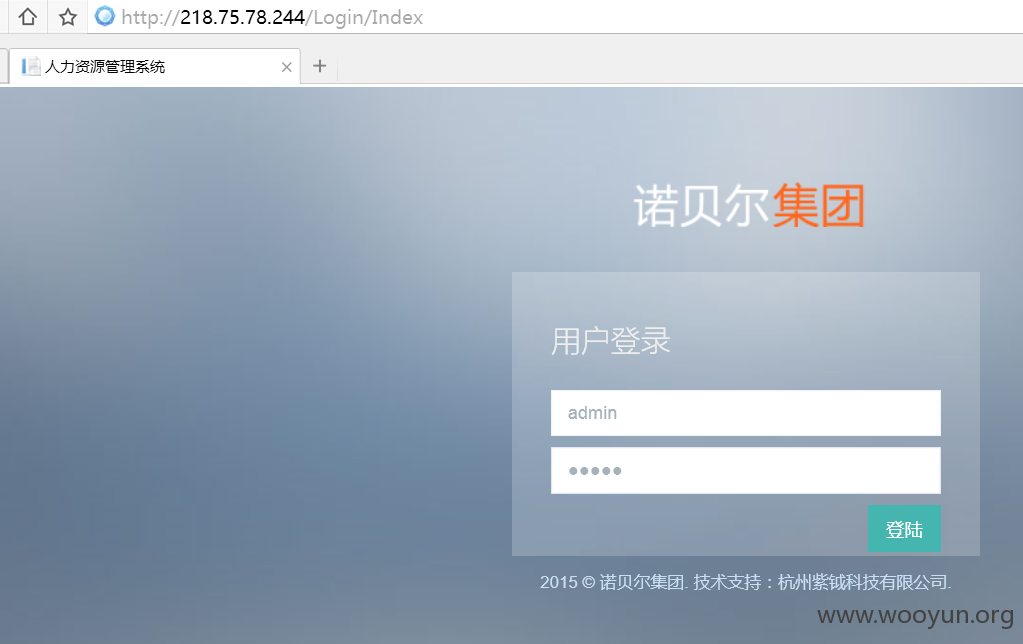 http://218.75.78.244/Login/Index
人力资源管理系统
诺贝尔集团
用户登录
admin
•••••
登陆
2015 © 诺贝尔集团. 技术支持：杭州紫钺科技有限公司.
www.wooyun.org